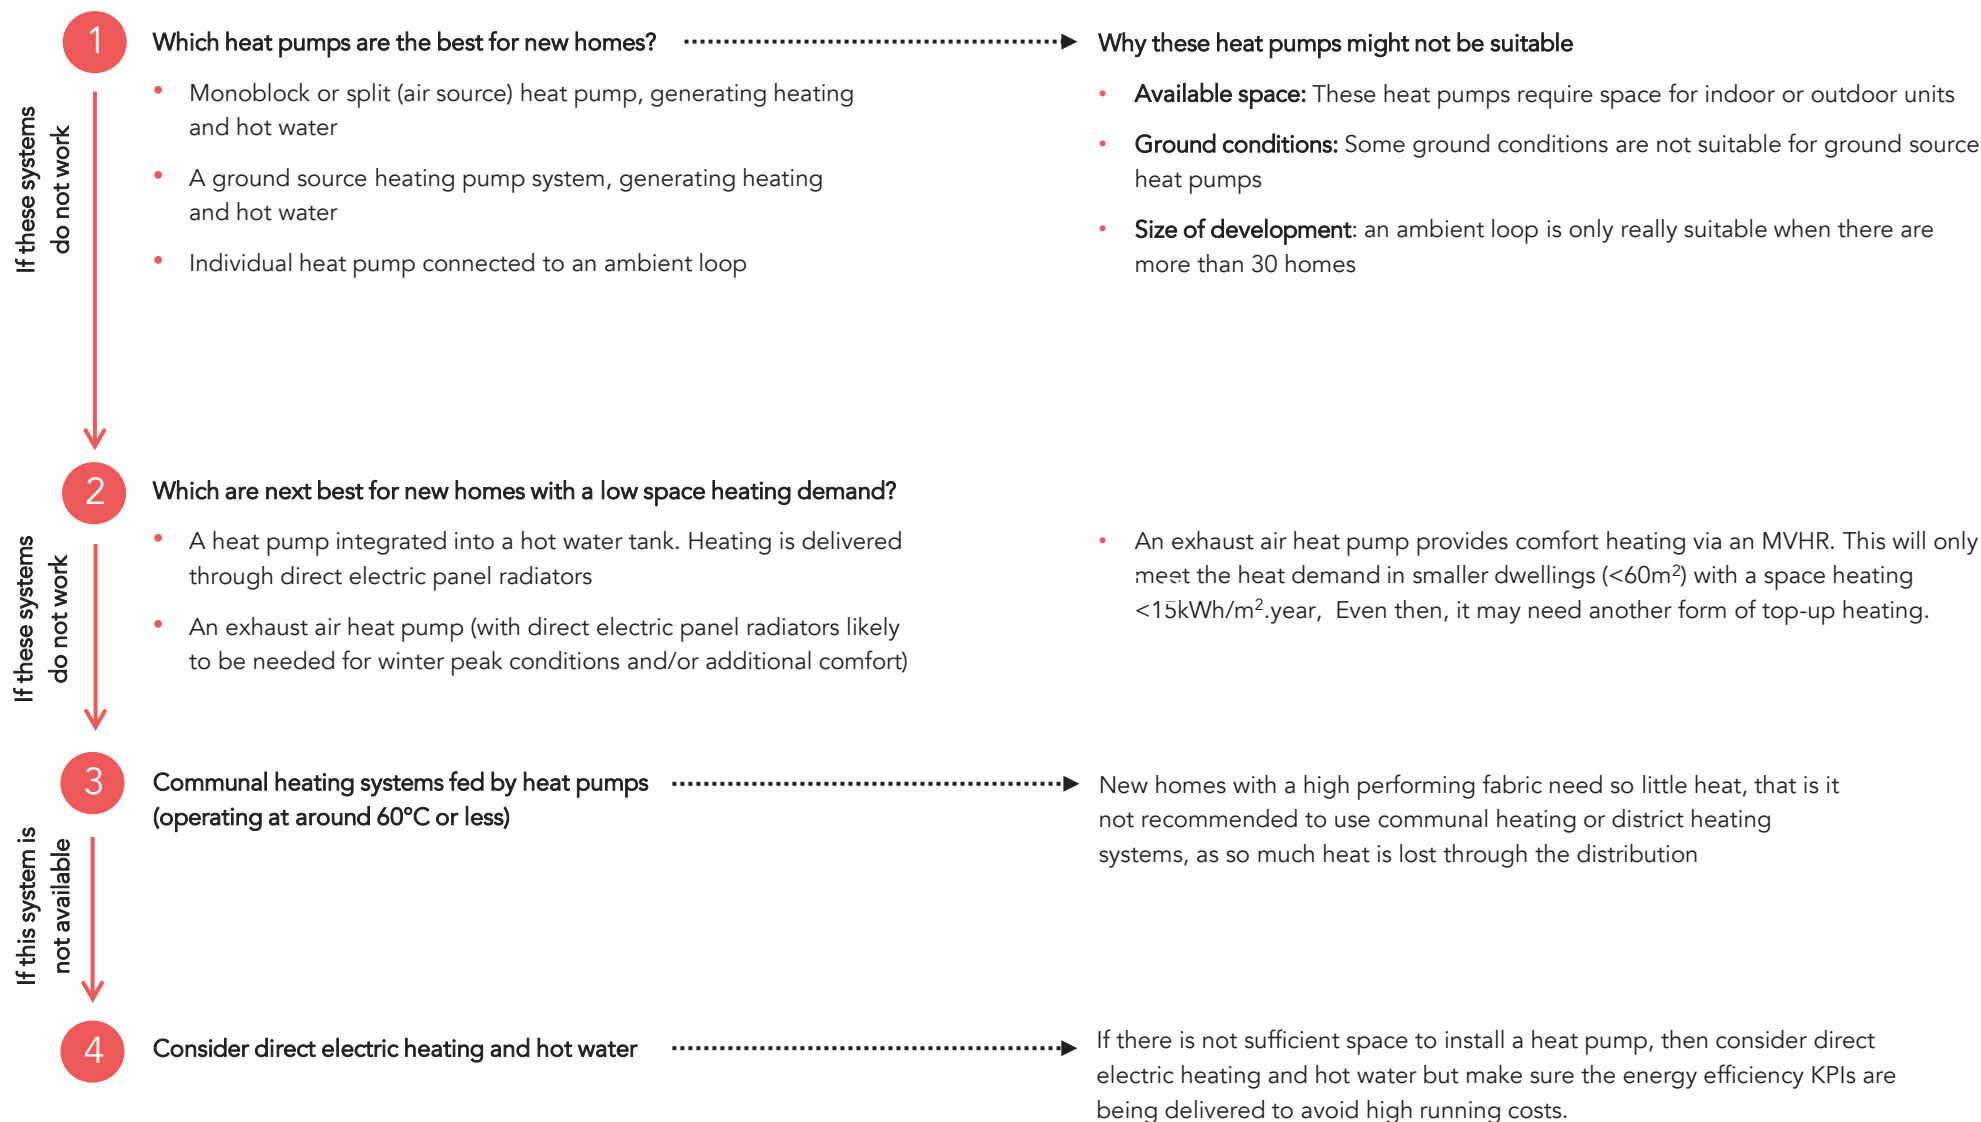 1
Which heat pumps are the best for new homes?
• Monoblock or split (air source) heat pump, generating heating
and hot water
• A ground source heating pump system, generating heating
and hot water
• Individual heat pump connected to an ambient loop
Why these heat pumps might not be suitable
• Available space: These heat pumps require space for indoor or outdoor units
• Ground conditions: Some ground conditions are not suitable for ground source
heat pumps
• Size of development: an ambient loop is only really suitable when there are
more than 30 homes
If these systems
do not work
2
Which are next best for new homes with a low space heating demand?
• A heat pump integrated into a hot water tank. Heating is delivered
through direct electric panel radiators
• An exhaust air heat pump (with direct electric panel radiators likely
to be needed for winter peak conditions and/or additional comfort)
• An exhaust air heat pump provides comfort heating via an MVHR. This will only
meet the heat demand in smaller dwellings (<60m²) with a space heating
<15kWh/m².year, Even then, it may need another form of top-up heating.
If these systems
do not work
3
Communal heating systems fed by heat pumps
(operating at around 60°C or less)
New homes with a high performing fabric need so little heat, that is it
not recommended to use communal heating or district heating
systems, as so much heat is lost through the distribution
If this system is
not available
4
Consider direct electric heating and hot water
If there is not sufficient space to install a heat pump, then consider direct
electric heating and hot water but make sure the energy efficiency KPIs are
being delivered to avoid high running costs.